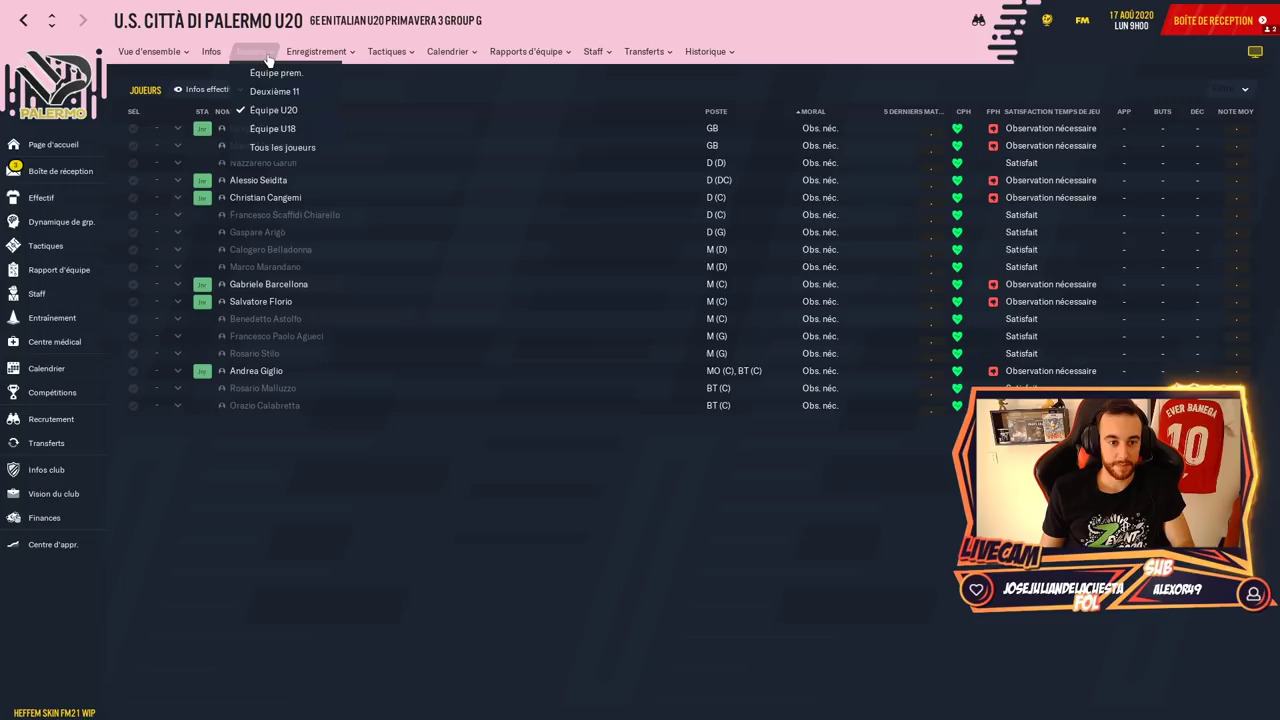 U.S. CITTÀ DI PALERMO U20 6EEN ITALIAN U20 PRIMAVERA 3 GROUP G
17 AOÛ 2020
LUN 9H00
BOÎTE DE RÉCEPTION
2
Vue d'ensemble Infos Enregistrement Tactiques Calendrier Rapports d'équipe Staff Transferts Historique
PALERMO
Équipe prem.
Deuxième 11
Équipe U20
Équipe U18
Tous les joueurs
JOUEURS Infos effecti
SEL STA NOM POSTE MORAL 5 DERNIERS MAT... CPH FPH SATISFACTION TEMPS DE JEU APP BUTS DÉC NOTE MOY
Jnr GB Obs. néc. Observation nécessaire - - -
GB Obs. néc. Observation nécessaire - - -
Nazzareno Garufi D (D) Obs. néc. Satisfait - - -
Jnr Alessio Seidita D (DC) Obs. néc. Observation nécessaire - - -
Jnr Christian Cangemi D (C) Obs. néc. Observation nécessaire - - -
Francesco Scaffidi Chiarello D (C) Obs. néc. Satisfait - - -
Gaspare Arigò D (G) Obs. néc. Satisfait - - -
Calogero Belladonna M (D) Obs. néc. Satisfait - - -
Marco Marandano M (D) Obs. néc. Satisfait - - -
Jnr Gabriele Barcellona M (C) Obs. néc. Observation nécessaire - - -
Jnr Salvatore Florio M (C) Obs. néc. Observation nécessaire - - -
Benedetto Astolfo M (C) Obs. néc. Satisfait - - -
Francesco Paolo Agueci M (G) Obs. néc. Satisfait - - -
Rosario Stilo M (G) Obs. néc. Satisfait - - -
Jnr Andrea Giglio MO (C), BT (C) Obs. néc. Observation nécessaire - - -
Rosario Malluzzo BT (C) Obs. néc. Satisfait
Orazio Calabretta BT (C) Obs. néc.
Page d'accueil
3
Boîte de réception
Effectif
Dynamique de grp.
Tactiques
Rapport d'équipe
Staff
Entraînement
Centre médical
Calendrier
Compétitions
Recrutement
Transferts
Infos club
Vision du club
Finances
Centre d'appr.
EVER BANEGA
10
EVENT
LIVECAM
SUB
JOSEJULIANDELACUESTA
FOL
ALEXOR49
HEFFEM SKIN FM21 WIP